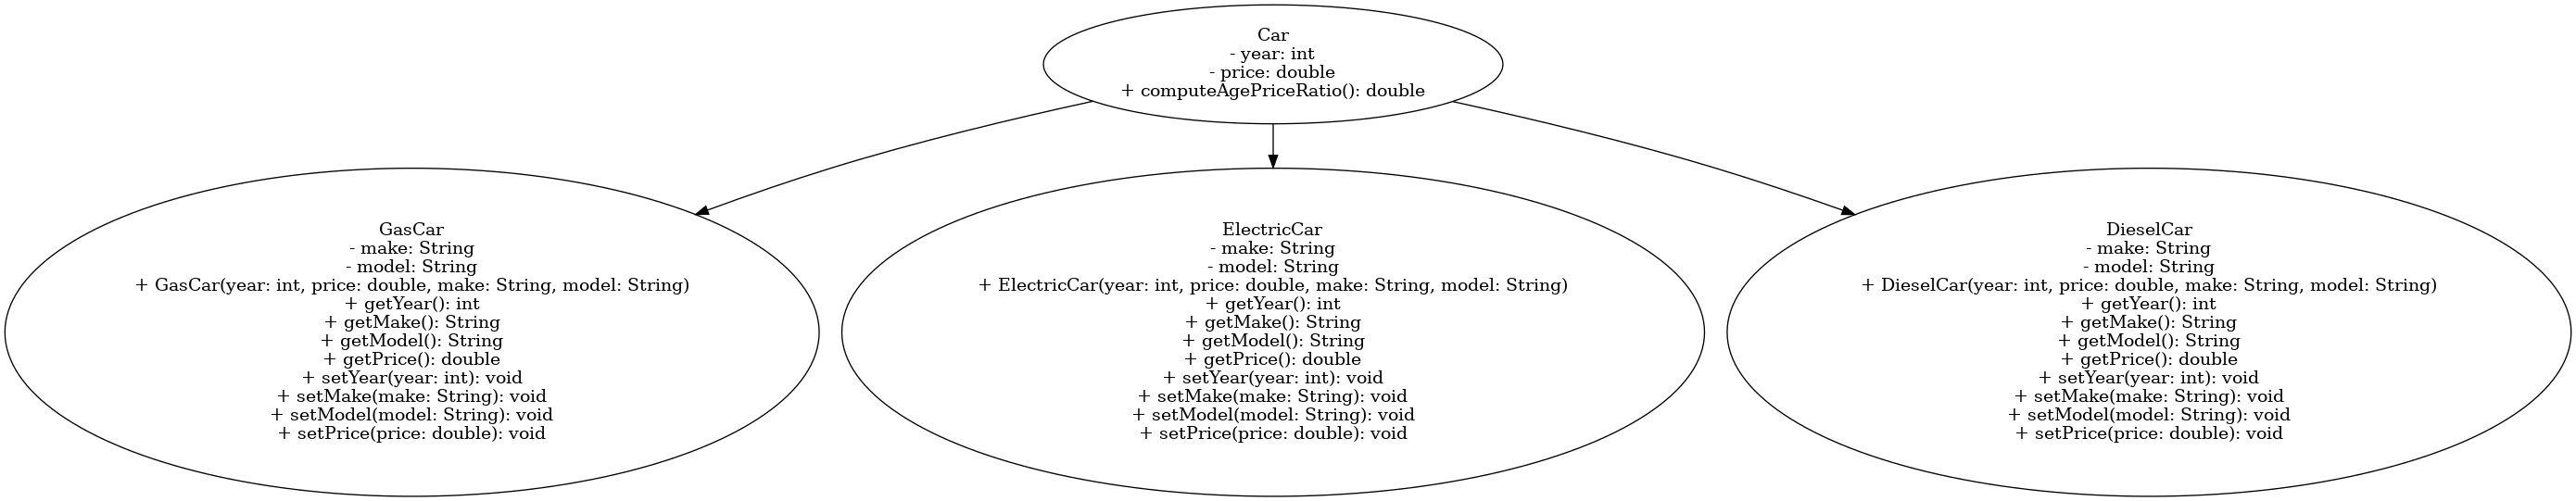 Car
- year: int
- price: double
+ computeAgePriceRatio(): double
GasCar
- make: String
- model: String
+ GasCar(year: int, price: double, make: String, model: String)
+ getYear(): int
+ getMake(): String
+ getModel(): String
+ getPrice(): double
+ setYear(year: int): void
+ setMake(make: String): void
+ setModel(model: String): void
+ setPrice(price: double): void
ElectricCar
- make: String
- model: String
+ ElectricCar(year: int, price: double, make: String, model: String)
+ getYear(): int
+ getMake(): String
+ getModel(): String
+ getPrice(): double
+ setYear(year: int): void
+ setMake(make: String): void
+ setModel(model: String): void
+ setPrice(price: double): void
DieselCar
- make: String
- model: String
+ DieselCar(year: int, price: double, make: String, model: String)
+ getYear(): int
+ getMake(): String
+ getModel(): String
+ getPrice(): double
+ setYear(year: int): void
+ setMake(make: String): void
+ setModel(model: String): void
+ setPrice(price: double): void